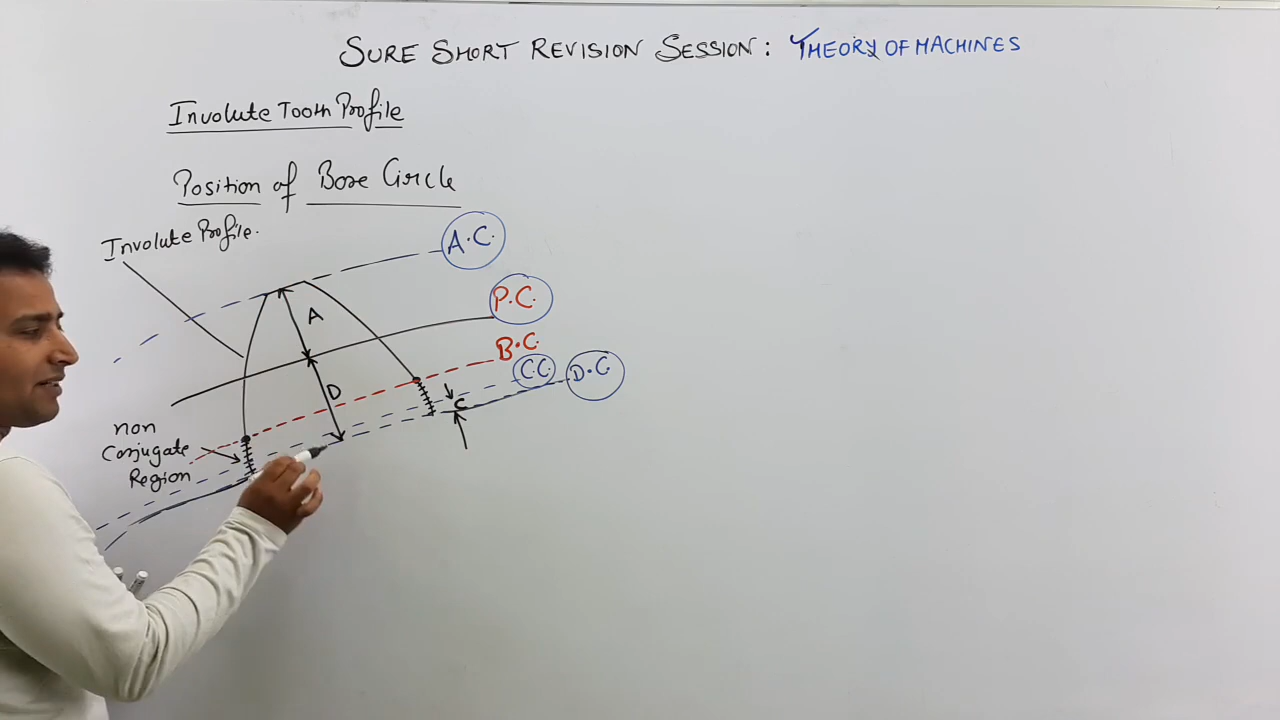 SURE SHORT REVISION SESSION: THEORY OF MACHINES
Involute Tooth Profile
Position of Base Circle
Involute Profile.
A.C.
P.C.
A
B.C.
C.C.
D.C.
D
C
non
Conjugate
Region